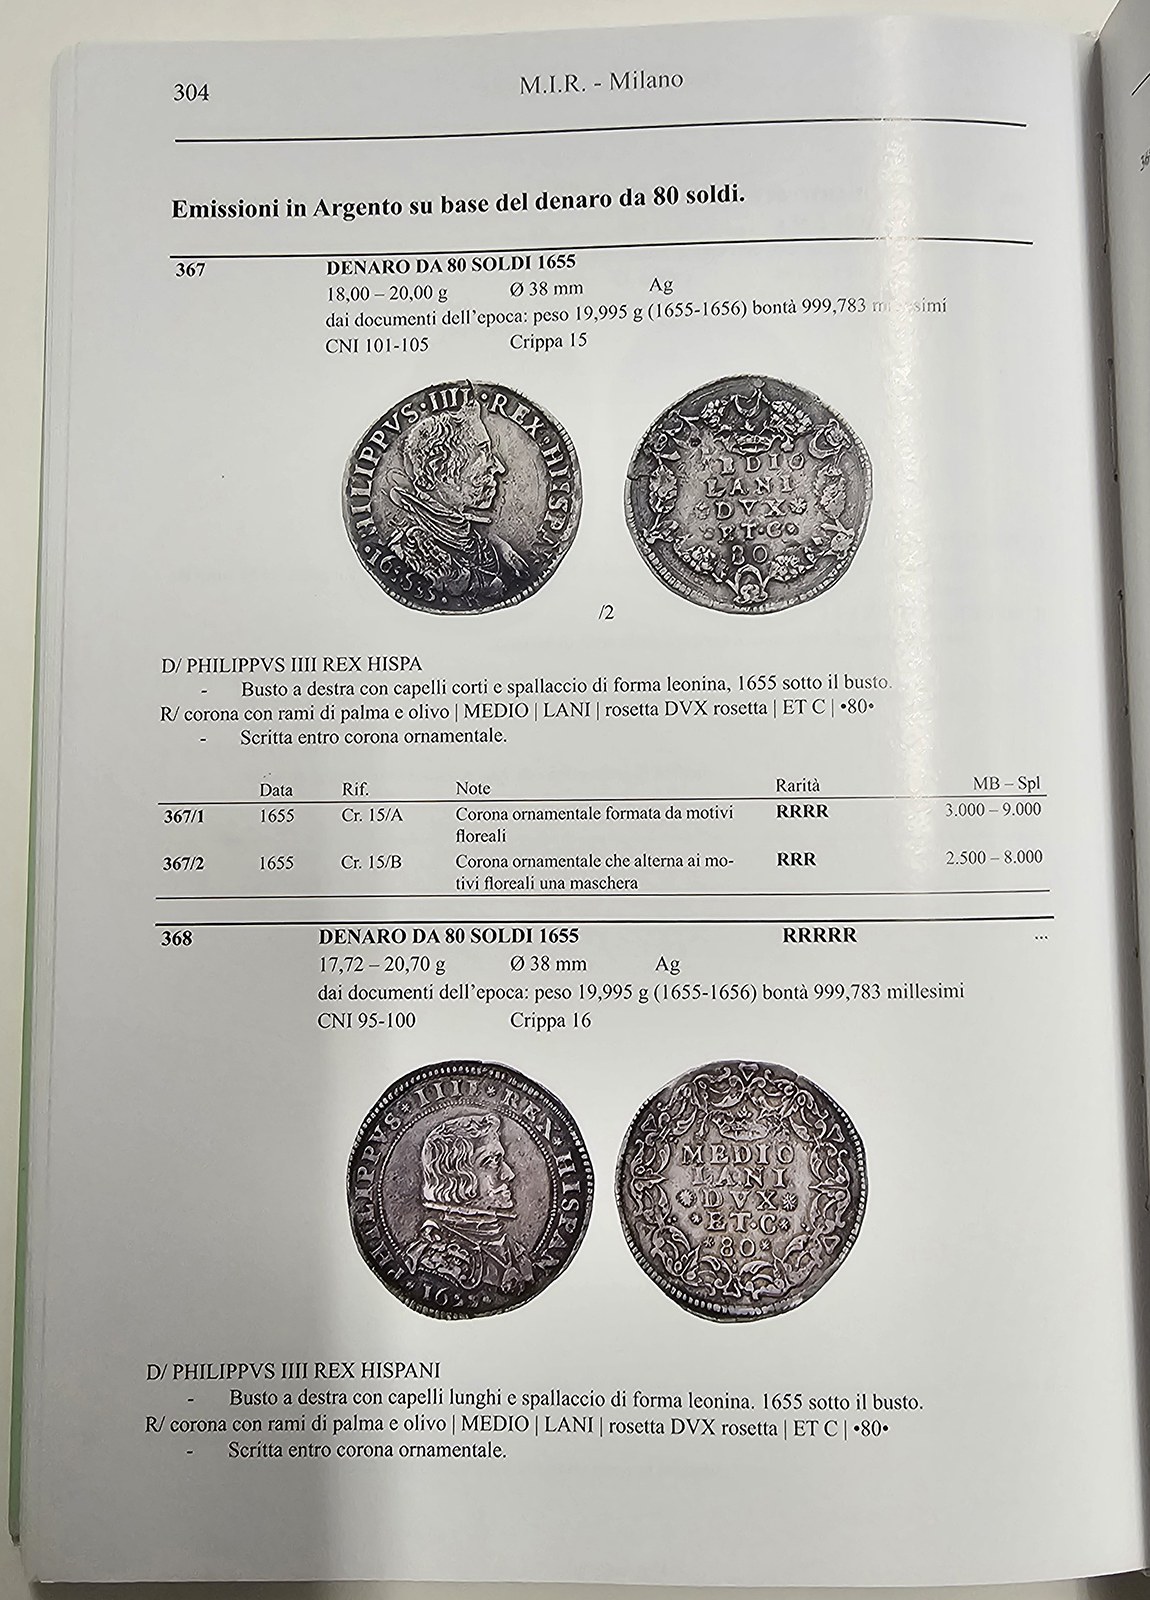 304
M.I.R. - Milano
Emissioni in Argento su base del denaro da 80 soldi.
367 DENARO DA 80 SOLDI 1655
18,00 – 20,00 g Ø 38 mm Ag
dai documenti dell'epoca: peso 19,995 g (1655-1656) bontà 999,783 millesimi
CNI 101-105 Crippa 15
PHILIPPVS·IIII·REX·HISPA
·1655·
MEDIO
LANI
DVX
ET·C·
80
/2
D/ PHILIPPVS IIII REX HISPA
- Busto a destra con capelli corti e spallaccio di forma leonina, 1655 sotto il busto.
R/ corona con rami di palma e olivo | MEDIO | LANI | rosetta DVX rosetta | ET C | •80•
- Scritta entro corona ornamentale.
Data Rif. Note Rarità MB – Spl
367/1 1655 Cr. 15/A Corona ornamentale formata da motivi RRRR 3.000 – 9.000
floreali
367/2 1655 Cr. 15/B Corona ornamentale che alterna ai mo- RRR 2.500 – 8.000
tivi floreali una maschera
368 DENARO DA 80 SOLDI 1655 RRRRR ...
17,72 – 20,70 g Ø 38 mm Ag
dai documenti dell'epoca: peso 19,995 g (1655-1656) bontà 999,783 millesimi
CNI 95-100 Crippa 16
PHILIPPVS IIII REX HISPANI
MEDIO
LANI
DVX
ET·C
80
D/ PHILIPPVS IIII REX HISPANI
- Busto a destra con capelli lunghi e spallaccio di forma leonina. 1655 sotto il busto.
R/ corona con rami di palma e olivo | MEDIO | LANI | rosetta DVX rosetta | ET C | •80•
- Scritta entro corona ornamentale.